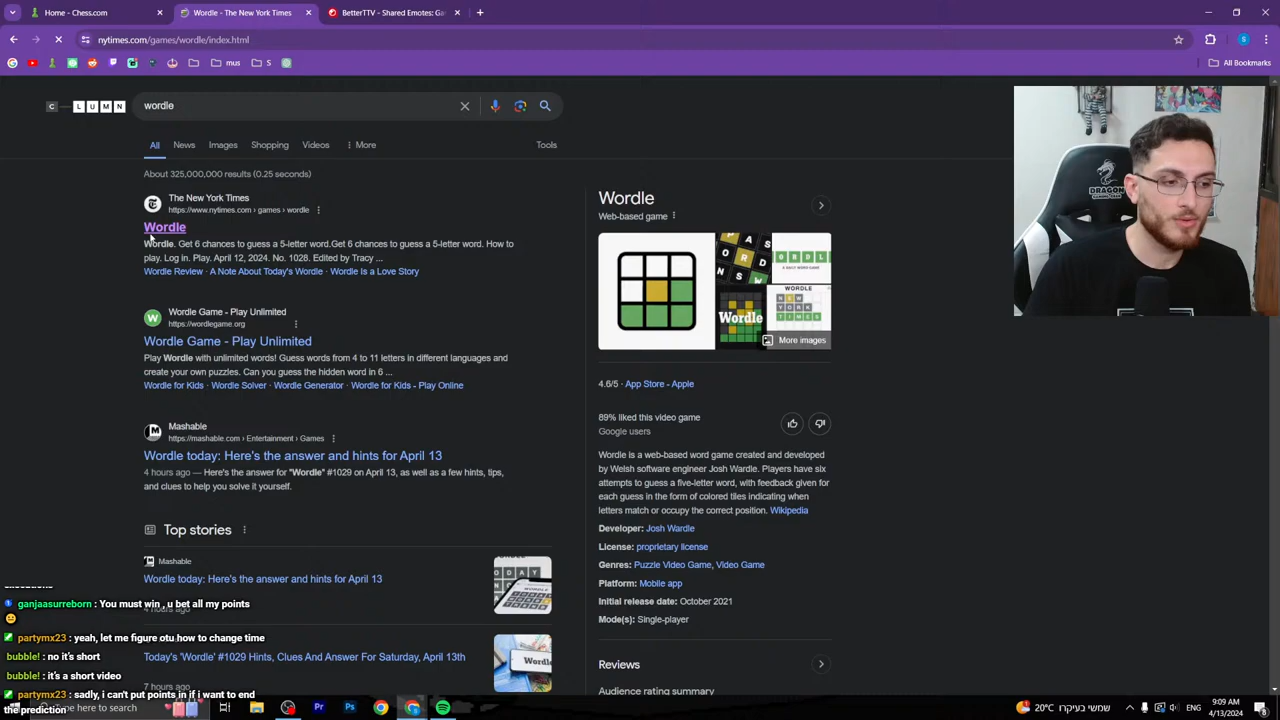 Home - Chess.com
Wordle - The New York Times
BetterTTV - Shared Emotes: Ga
nytimes.com/games/wordle/index.html
mus
S
All Bookmarks
C LUMN
wordle
All
News
Images
Shopping
Videos
More
Tools
About 325,000,000 results (0.25 seconds)
The New York Times
https://www.nytimes.com › games › wordle
Wordle
Wordle. Get 6 chances to guess a 5-letter word.Get 6 chances to guess a 5-letter word. How to
play. Log in. Play. April 12, 2024. No. 1028. Edited by Tracy ...
Wordle Review · A Note About Today's Wordle · Wordle Is a Love Story
Wordle Game - Play Unlimited
https://wordlegame.org
Wordle Game - Play Unlimited
Play Wordle with unlimited words! Guess words from 4 to 11 letters in different languages and
create your own puzzles. Can you guess the hidden word in 6 ...
Wordle for Kids · Wordle Solver · Wordle Generator · Wordle for Kids - Play Online
Mashable
https://mashable.com › Entertainment › Games
Wordle today: Here's the answer and hints for April 13
4 hours ago — Here's the answer for "Wordle" #1029 on April 13, as well as a few hints, tips,
and clues to help you solve it yourself.
Top stories
Mashable
Wordle today: Here's the answer and hints for April 13
Today's 'Wordle' #1029 Hints, Clues And Answer For Saturday, April 13th
7 hours ago
Wordle
Web-based game
WORDLE
Wordle
More images
4.6/5 · App Store - Apple
89% liked this video game
Google users
Wordle is a web-based word game created and developed
by Welsh software engineer Josh Wardle. Players have six
attempts to guess a five-letter word, with feedback given for
each guess in the form of colored tiles indicating when
letters match or occupy the correct position. Wikipedia
Developer: Josh Wardle
License: proprietary license
Genres: Puzzle Video Game, Video Game
Platform: Mobile app
Initial release date: October 2021
Mode(s): Single-player
Reviews
Audience rating summary
DRAGON
ganjaasurreborn : You must win , u bet all my points
partymx23 : yeah, let me figure otu how to change time
bubble! : no it's short
bubble! : it's a short video
partymx23 : sadly, i can't put points in if i want to end
the prediction
pe here to search
20°C שמשי בעיקרו
ENG
9:09 AM
4/13/2024